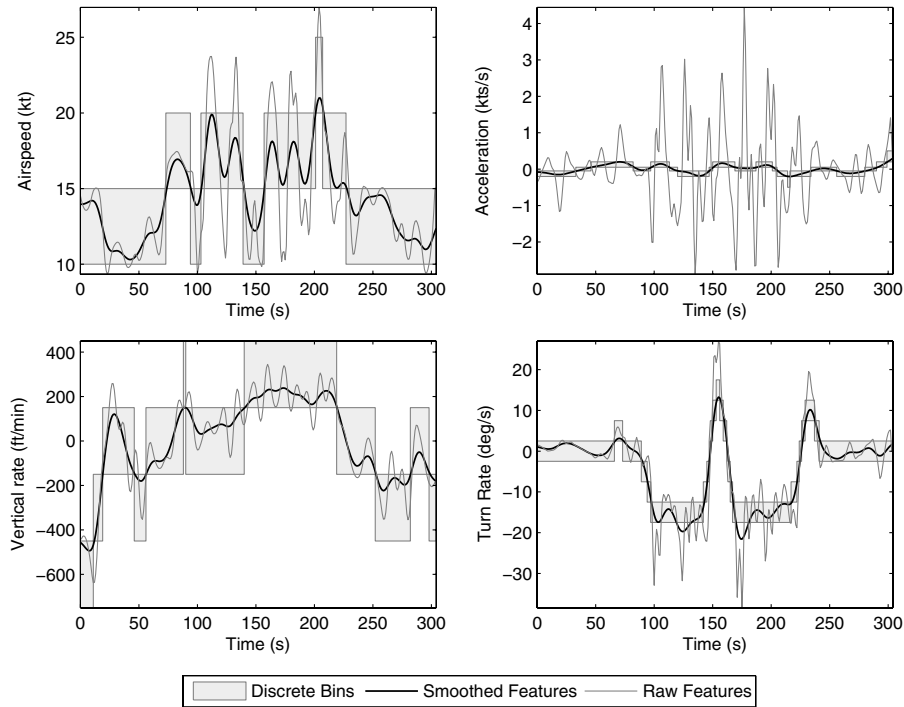 25
20
15
10
Airspeed (kt)
0 50 100 150 200 250 300
Time (s)
4
3
2
1
0
−1
−2
Acceleration (kts/s)
0 50 100 150 200 250 300
Time (s)
400
200
0
−200
−400
−600
Vertical rate (ft/min)
0 50 100 150 200 250 300
Time (s)
20
10
0
−10
−20
−30
Turn Rate (deg/s)
0 50 100 150 200 250 300
Time (s)
Discrete Bins Smoothed Features Raw Features